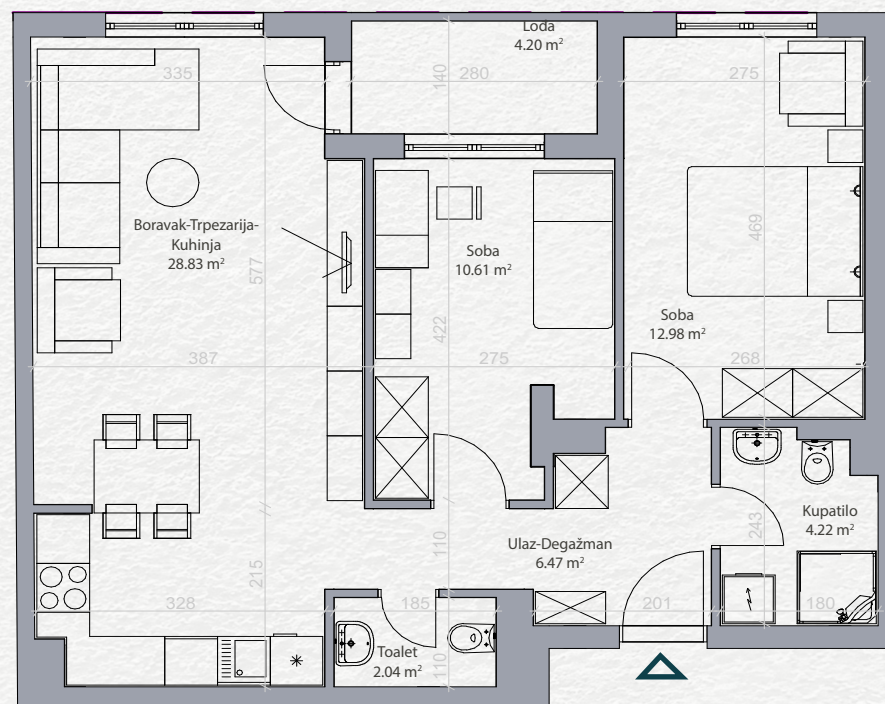 Lođa
4.20 m²
335
140
280
275
Boravak-Trpezarija-
Kuhinja
28.83 m²
577
Soba
10.61 m²
469
Soba
12.98 m²
422
387
275
268
Kupatilo
4.22 m²
243
Ulaz-Degažman
6.47 m²
110
215
328
185
201
180
Toalet
2.04 m²
110